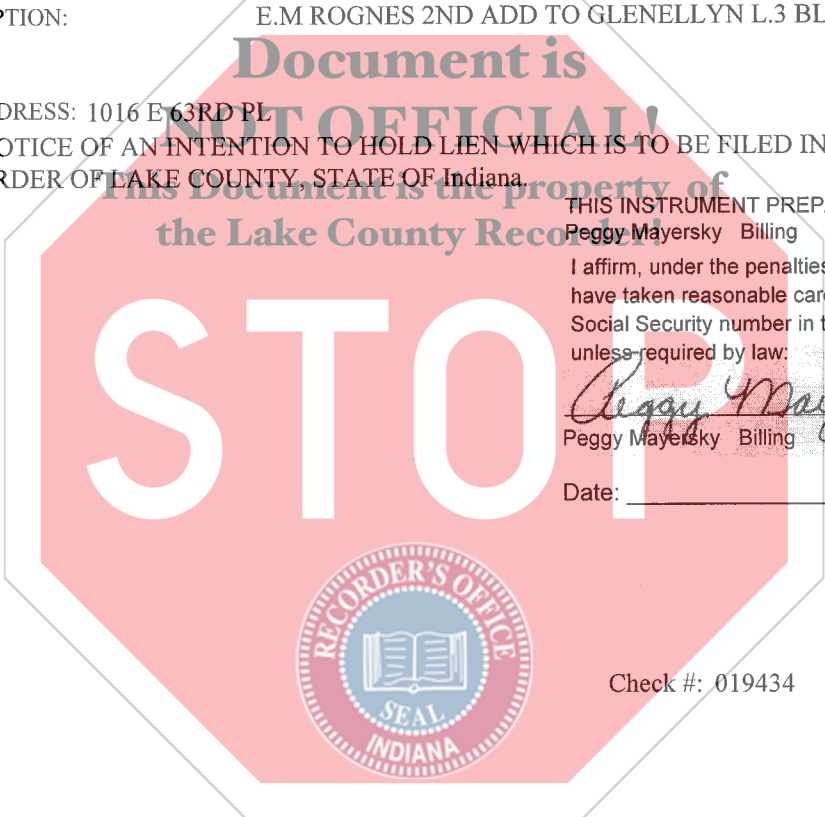 PTION: E.M ROGNES 2ND ADD TO GLENELLYN L.3 BL
Document is
DRESS: 1016 E 63RD PL
NOT OFFICIAL!
OTICE OF AN INTENTION TO HOLD LIEN WHICH IS TO BE FILED IN
RDER OF LAKE COUNTY, STATE OF Indiana.
This Document is the property of
the Lake County Recorder!
THIS INSTRUMENT PREP
Peggy Mayersky Billing
I affirm, under the penalties
have taken reasonable car
Social Security number in t
unless required by law:
STOP
Peggy May
Peggy Mayersky Billing
Date:
RECORDER'S OFFICE
SEAL
INDIANA
Check #: 019434